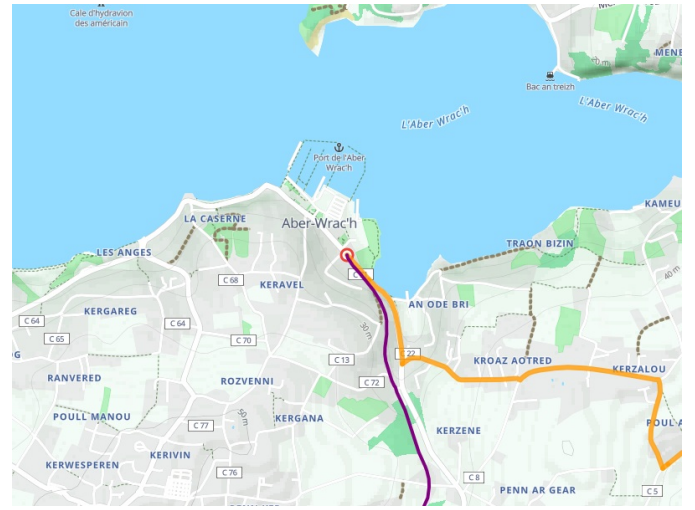 Cale d'hydravion
des américain
MENE
Bac an treizh
L'Aber Wrac'h
L'Aber Wrac'h
Port de l'Aber
Wrac'h
KAMEU
LA CASERNE
Aber-Wrac'h
TRAON BIZIN
LES ANGES
C 68
KERAVEL
40 m
KERGAREG
AN ODE BRI
C 64
C 64
C 65
C 70
50 m
C 13
22
KROAZ AOTRED
KERZALOU
RANVERED
ROZVENNI
C 72
POULL MANOU
50 m
KERGANA
POUL A
C 77
KERZENE
KERIVIN
KERWESPEREN
C 76
C 8
PENN AR GEAR
C 5